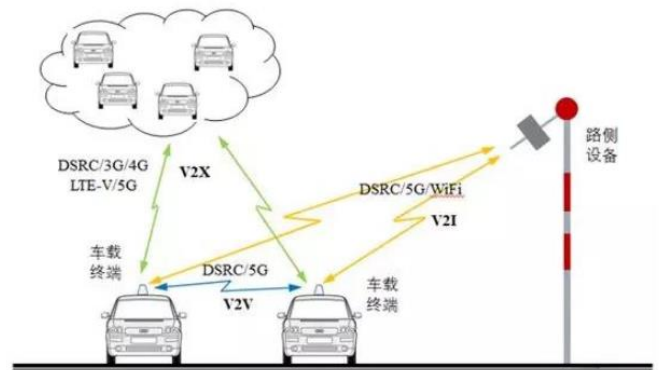 DSRC/3G/4G
LTE-V/5G
V2X
路侧
设备
DSRC/5G/WiFi
V2I
车载
终端
DSRC/5G
V2V
车载
终端